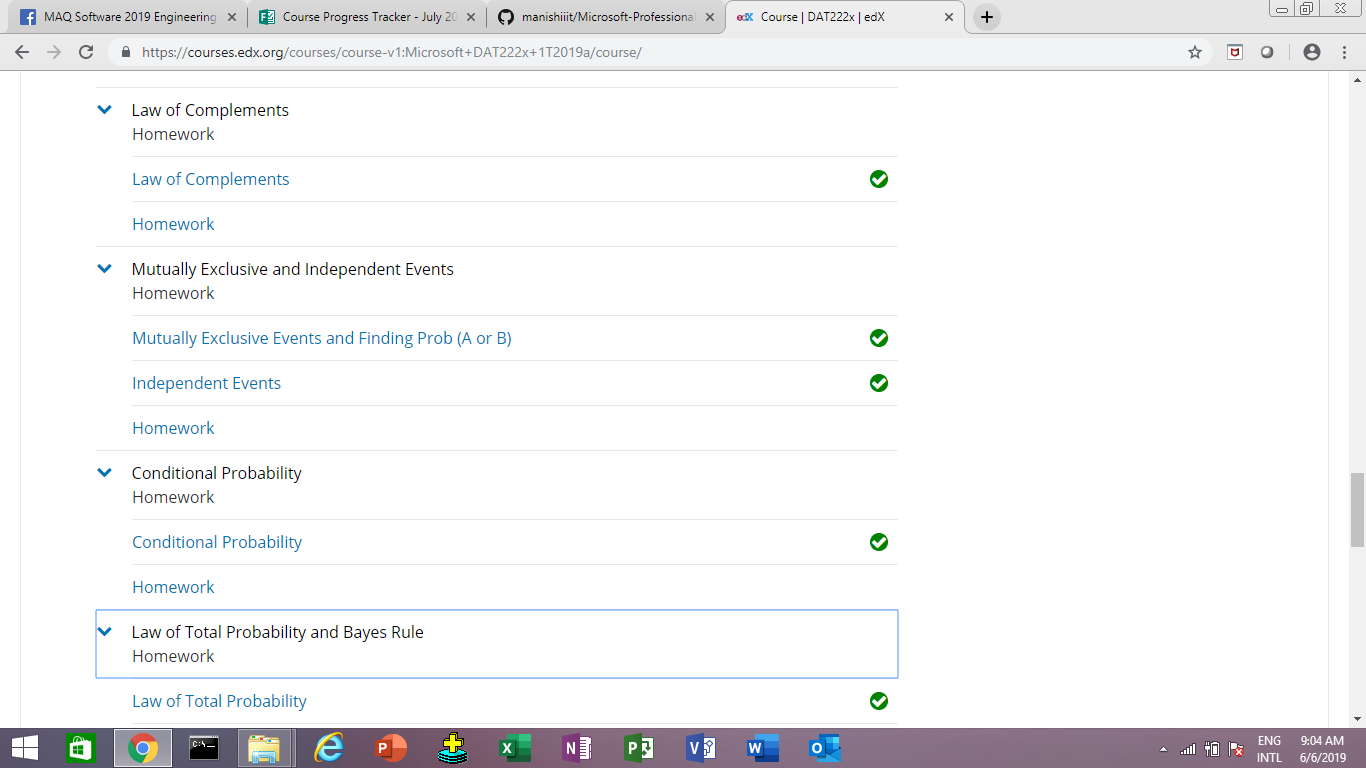 MAQ Software 2019 Engineering
Course Progress Tracker - July 20
manishiiit/Microsoft-Professional
edX
Course | DAT222x | edX
https://courses.edx.org/courses/course-v1:Microsoft+DAT222x+1T2019a/course/
Law of Complements
Homework
Law of Complements
Homework
Mutually Exclusive and Independent Events
Homework
Mutually Exclusive Events and Finding Prob (A or B)
Independent Events
Homework
Conditional Probability
Homework
Conditional Probability
Homework
Law of Total Probability and Bayes Rule
Homework
Law of Total Probability
ENG
9:04 AM
INTL
6/6/2019